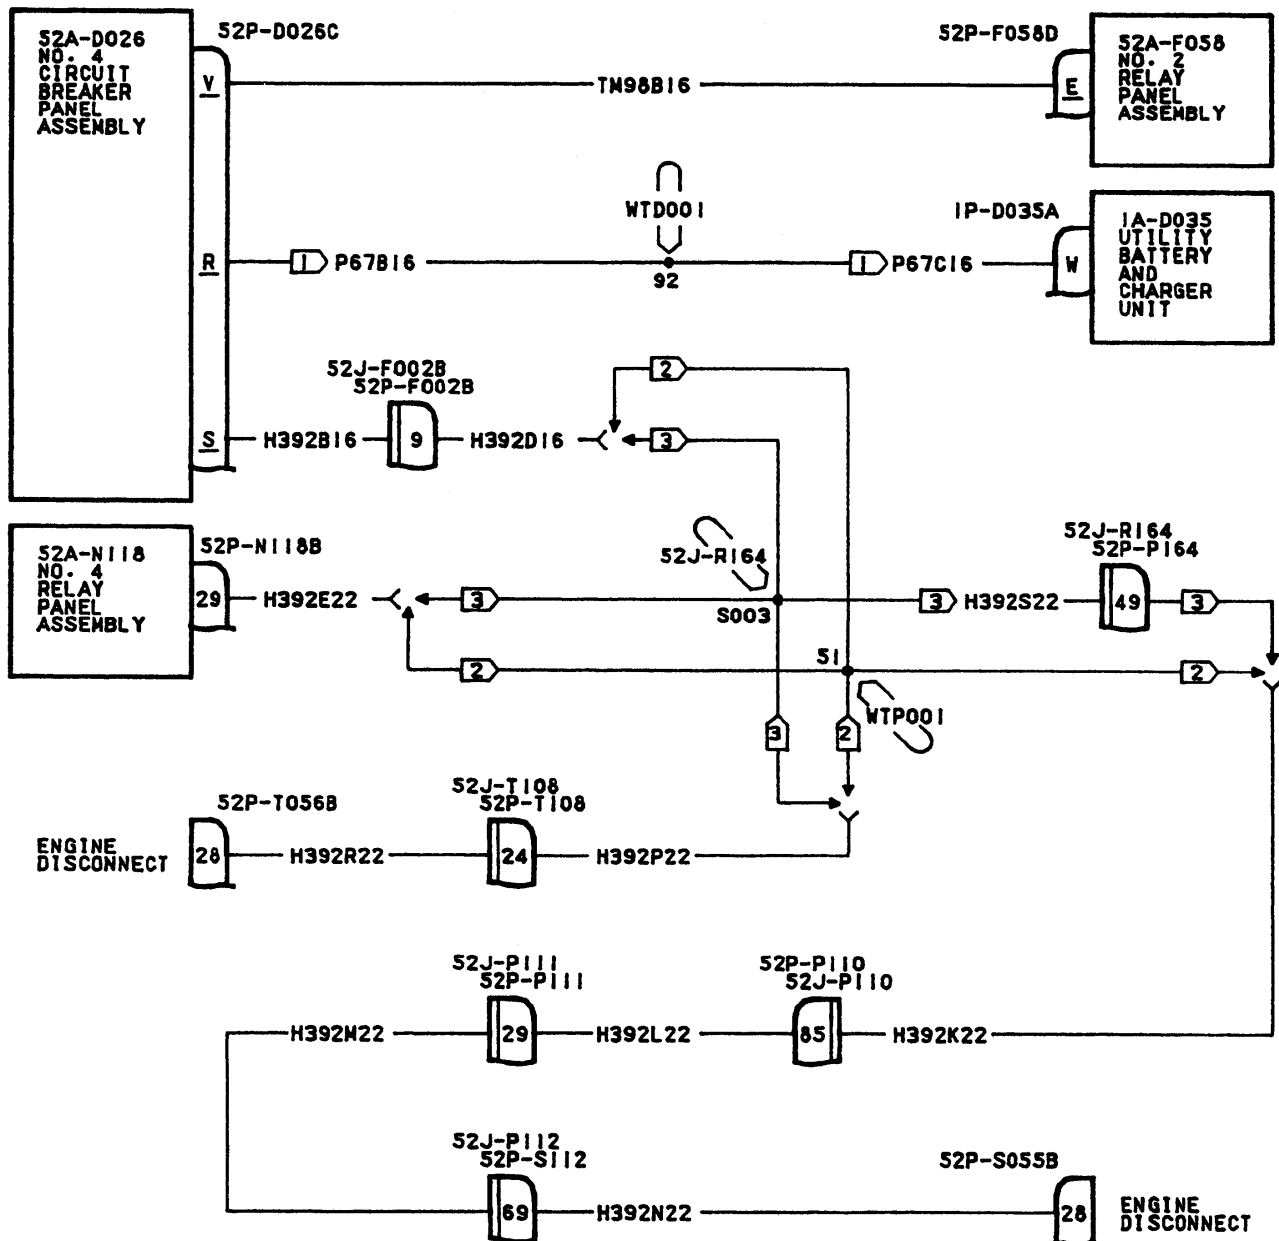 52A-D026
NO. 4
CIRCUIT
BREAKER
PANEL
ASSEMBLY
52P-D026C
V
TM98B16
52P-F058D
E
52A-F058
NO. 2
RELAY
PANEL
ASSEMBLY
R
1
P67B16
WTD001
92
1
P67C16
1P-D035A
W
1A-D035
UTILITY
BATTERY
AND
CHARGER
UNIT
52J-F002B
52P-F002B
S
H392B16
9
H392D16
2
3
52A-N118
NO. 4
RELAY
PANEL
ASSEMBLY
52P-N118B
29
H392E22
3
2
52J-R164
S003
51
3
H392S22
52J-R164
52P-P164
49
3
2
3
2
WTP001
ENGINE
DISCONNECT
52P-T056B
28
H392R22
52J-T108
52P-T108
24
H392P22
52J-P111
52P-P111
H392M22
29
H392L22
52P-P110
52J-P110
85
H392K22
52J-P112
52P-S112
69
H392N22
52P-S055B
28
ENGINE
DISCONNECT